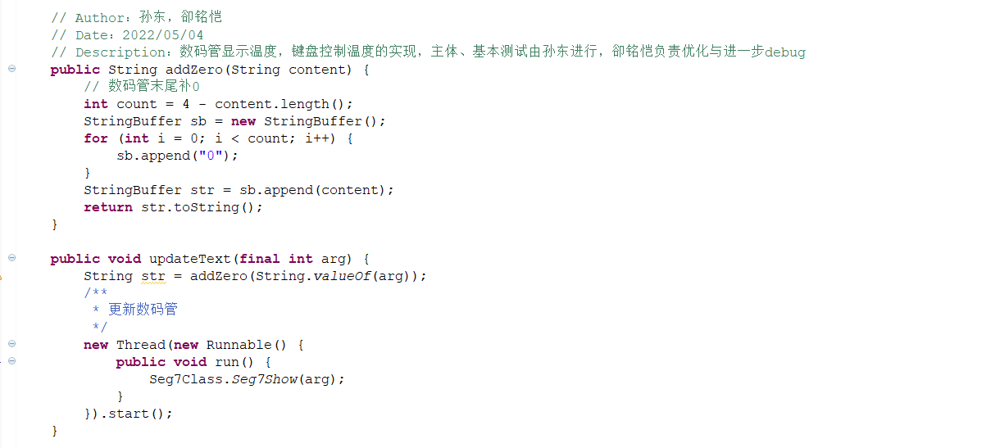 // Author：孙东，卻铭恺
// Date：2022/05/04
// Description：数码管显示温度，键盘控制温度的实现，主体、基本测试由孙东进行，卻铭恺负责优化与进一步debug
public String addZero(String content) {
// 数码管末尾补0
int count = 4 - content.length();
StringBuffer sb = new StringBuffer();
for (int i = 0; i < count; i++) {
sb.append("0");
}
StringBuffer str = sb.append(content);
return str.toString();
}
public void updateText(final int arg) {
String str = addZero(String.valueOf(arg));
/**
* 更新数码管
*/
new Thread(new Runnable() {
public void run() {
Seg7Class.Seg7Show(arg);
}
}).start();
}